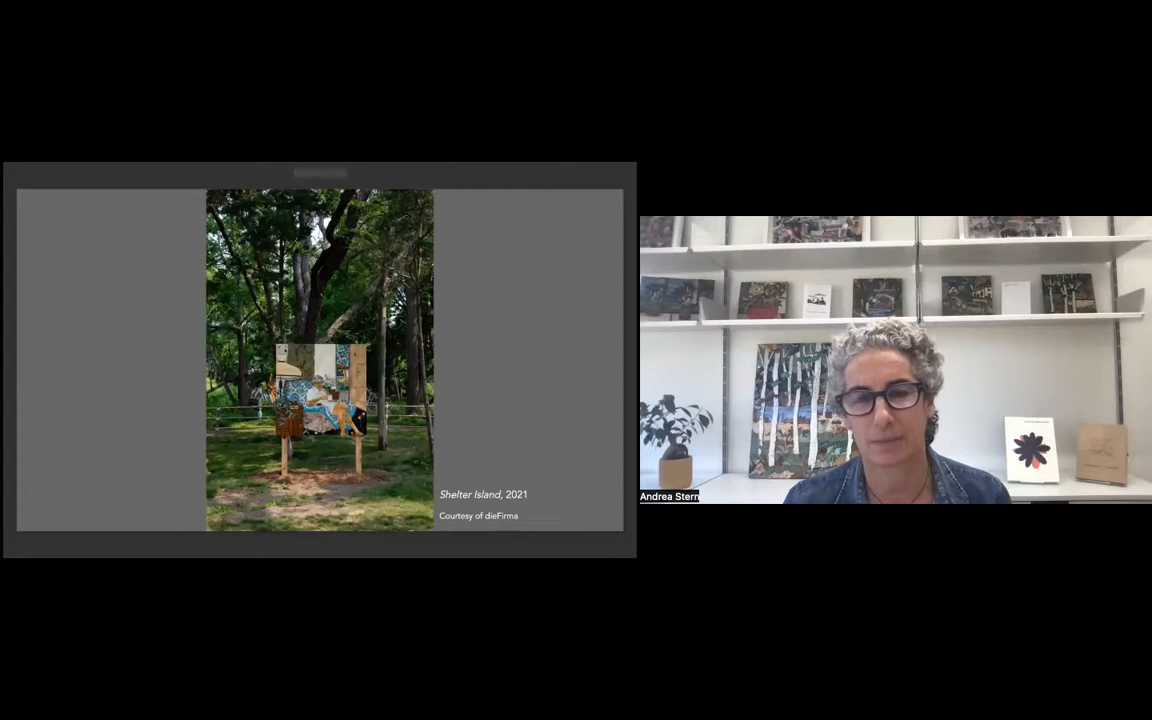 Shelter Island, 2021
Courtesy of dieFirma
Andrea Stern